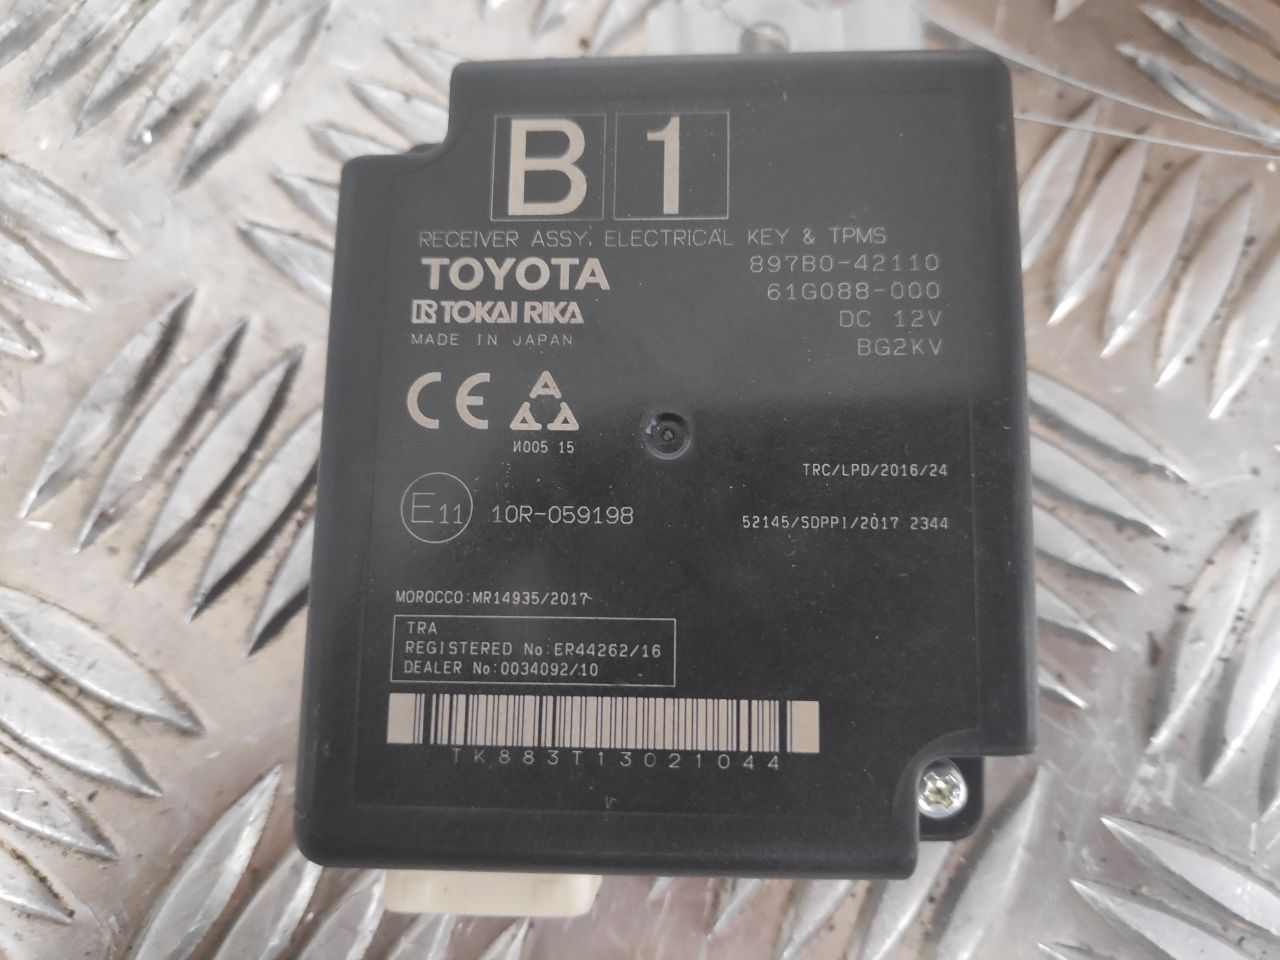 B 1
RECEIVER ASSY, ELECTRICAL KEY & TPMS
TOYOTA 897B0-42110
TOKAI RIKA 61G088-000
MADE IN JAPAN DC 12V
BG2KV
CE
И005 15
TRC/LPD/2016/24
E11 10R-059198 52145/SDPPI/2017 2344
MOROCCO:MR14935/2017
TRA
REGISTERED No:ER44262/16
DEALER No:0034092/10
TK883T13021044